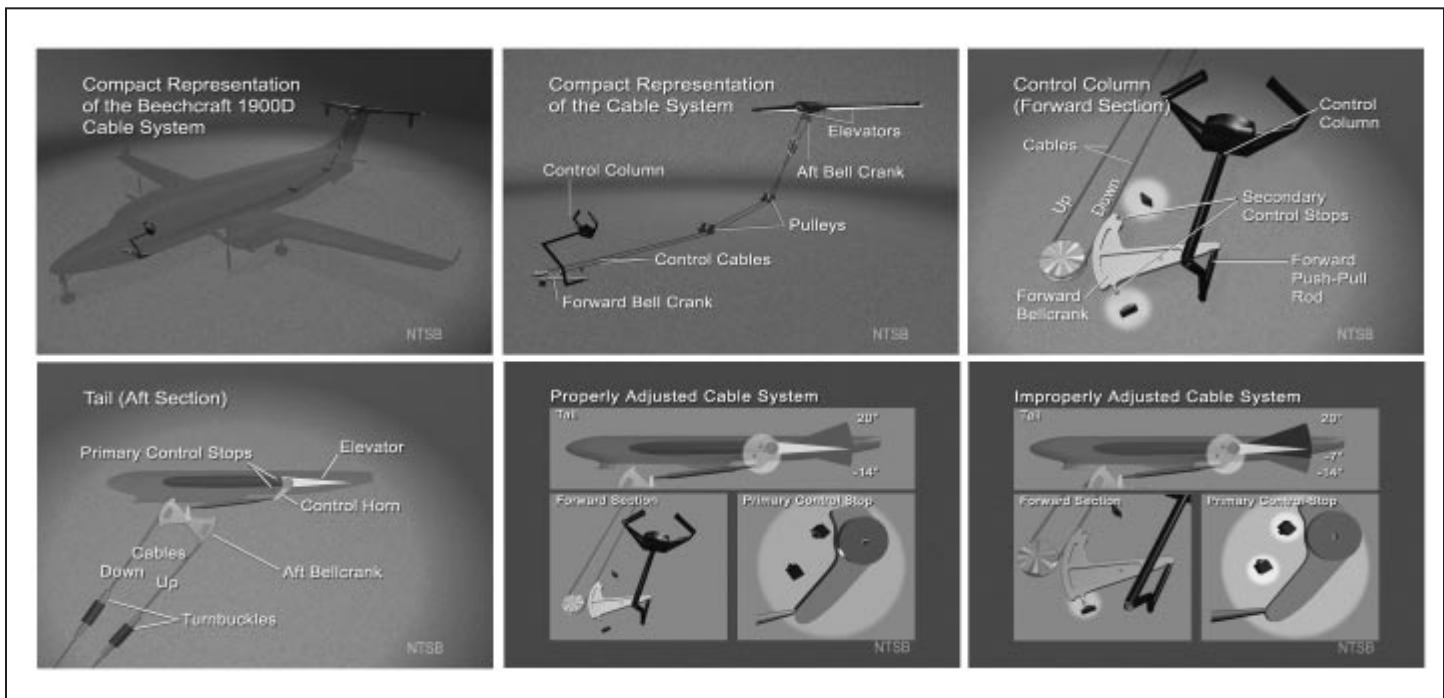 Compact Representation
of the Beechcraft 1900D
Cable System
NTSB
Compact Representation
of the Cable System
Elevators
Aft Bell Crank
Control Column
Pulleys
Control Cables
Forward Bell Crank
NTSB
Control Column
(Forward Section)
Control
Column
Cables
Up
Down
Secondary
Control Stops
Forward
Push-Pull
Rod
Forward
Bellcrank
NTSB
Tail (Aft Section)
Elevator
Primary Control Stops
Control Horn
Cables
Down
Up
Aft Bellcrank
Turnbuckles
NTSB
Properly Adjusted Cable System
Tail
20°
-14°
Forward Section
Primary Control Stop
NTSB
Improperly Adjusted Cable System
Tail
20°
-7°
-14°
Forward Section
Primary Control Stop
NTSB